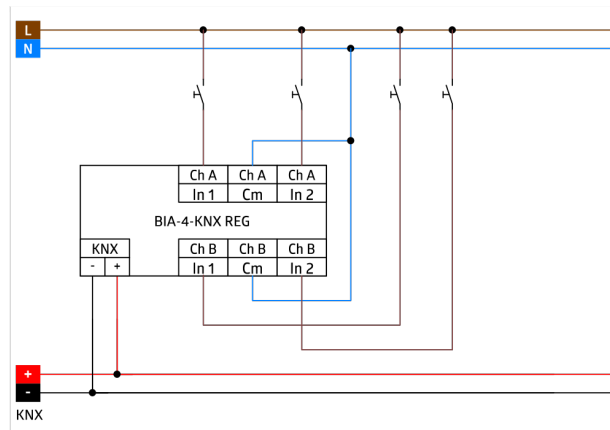 L
N
Ch A Ch A Ch A
In 1 Cm In 2
BIA-4-KNX REG
KNX Ch B Ch B Ch B
- + In 1 Cm In 2
+
-
KNX